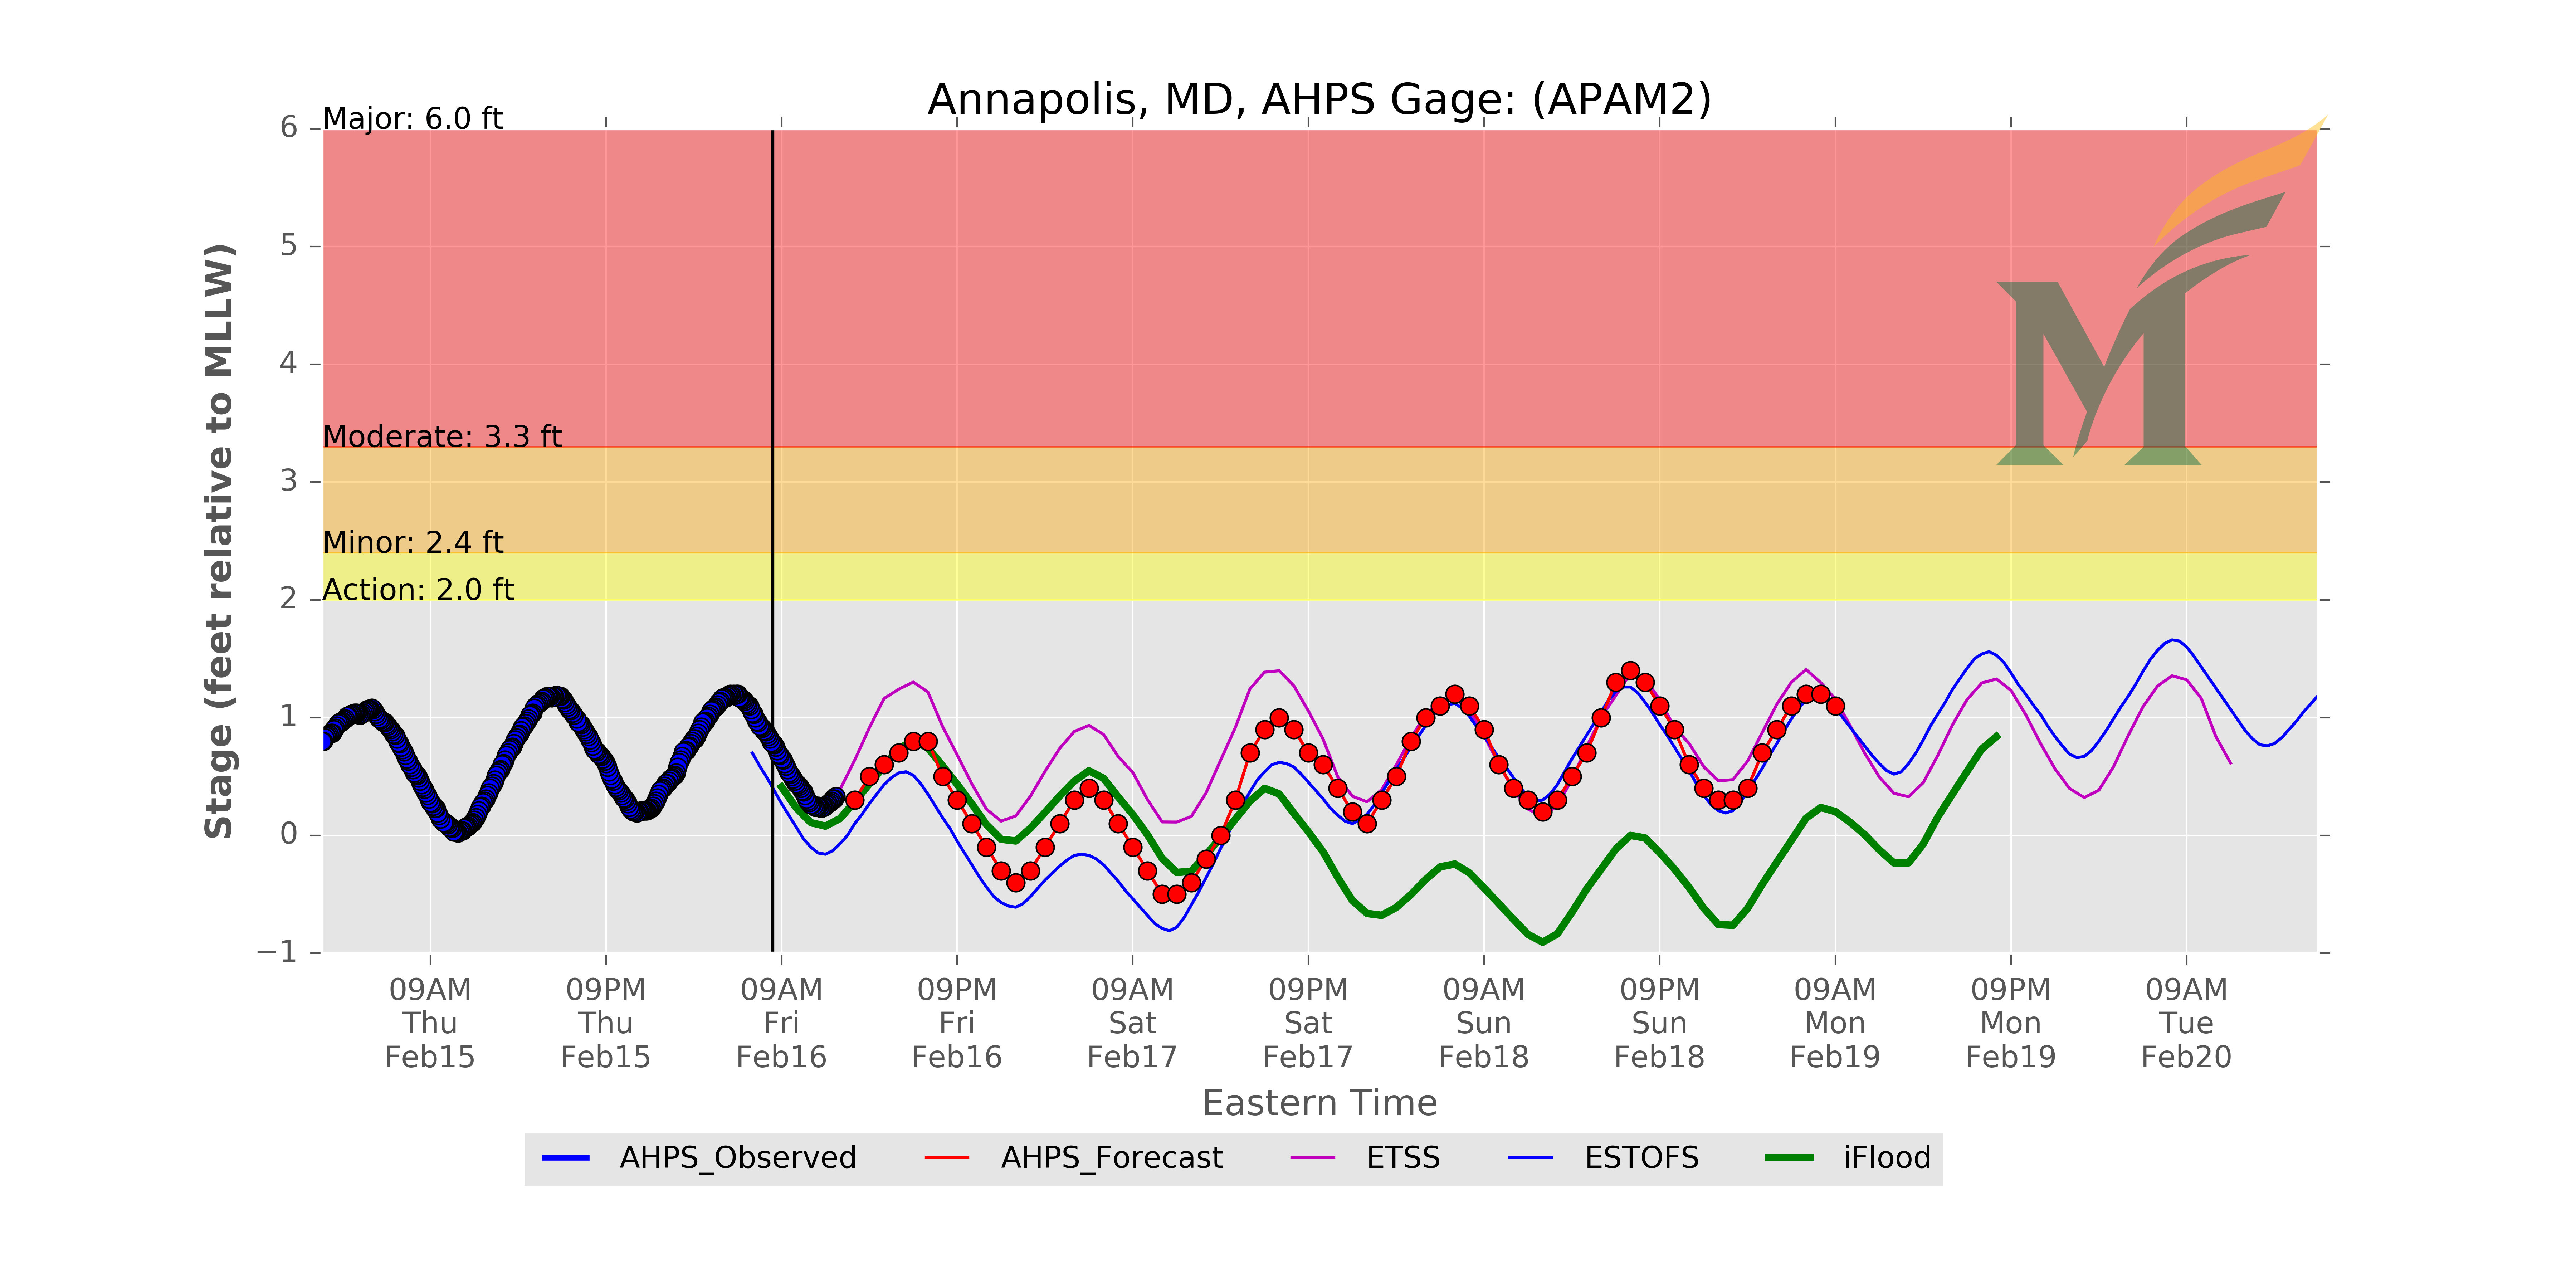 Annapolis, MD, AHPS Gage: (APAM2)
Major: 6.0 ft
Moderate: 3.3 ft
Minor: 2.4 ft
Action: 2.0 ft
Stage (feet relative to MLLW)
6
5
4
3
2
1
0
−1
09AM 09PM 09AM 09PM 09AM 09PM 09AM 09PM 09AM 09PM 09AM
Thu Thu Fri Fri Sat Sat Sun Sun Mon Mon Tue
Feb15 Feb15 Feb16 Feb16 Feb17 Feb17 Feb18 Feb18 Feb19 Feb19 Feb20
Eastern Time
AHPS_Observed AHPS_Forecast ETSS ESTOFS iFlood
M